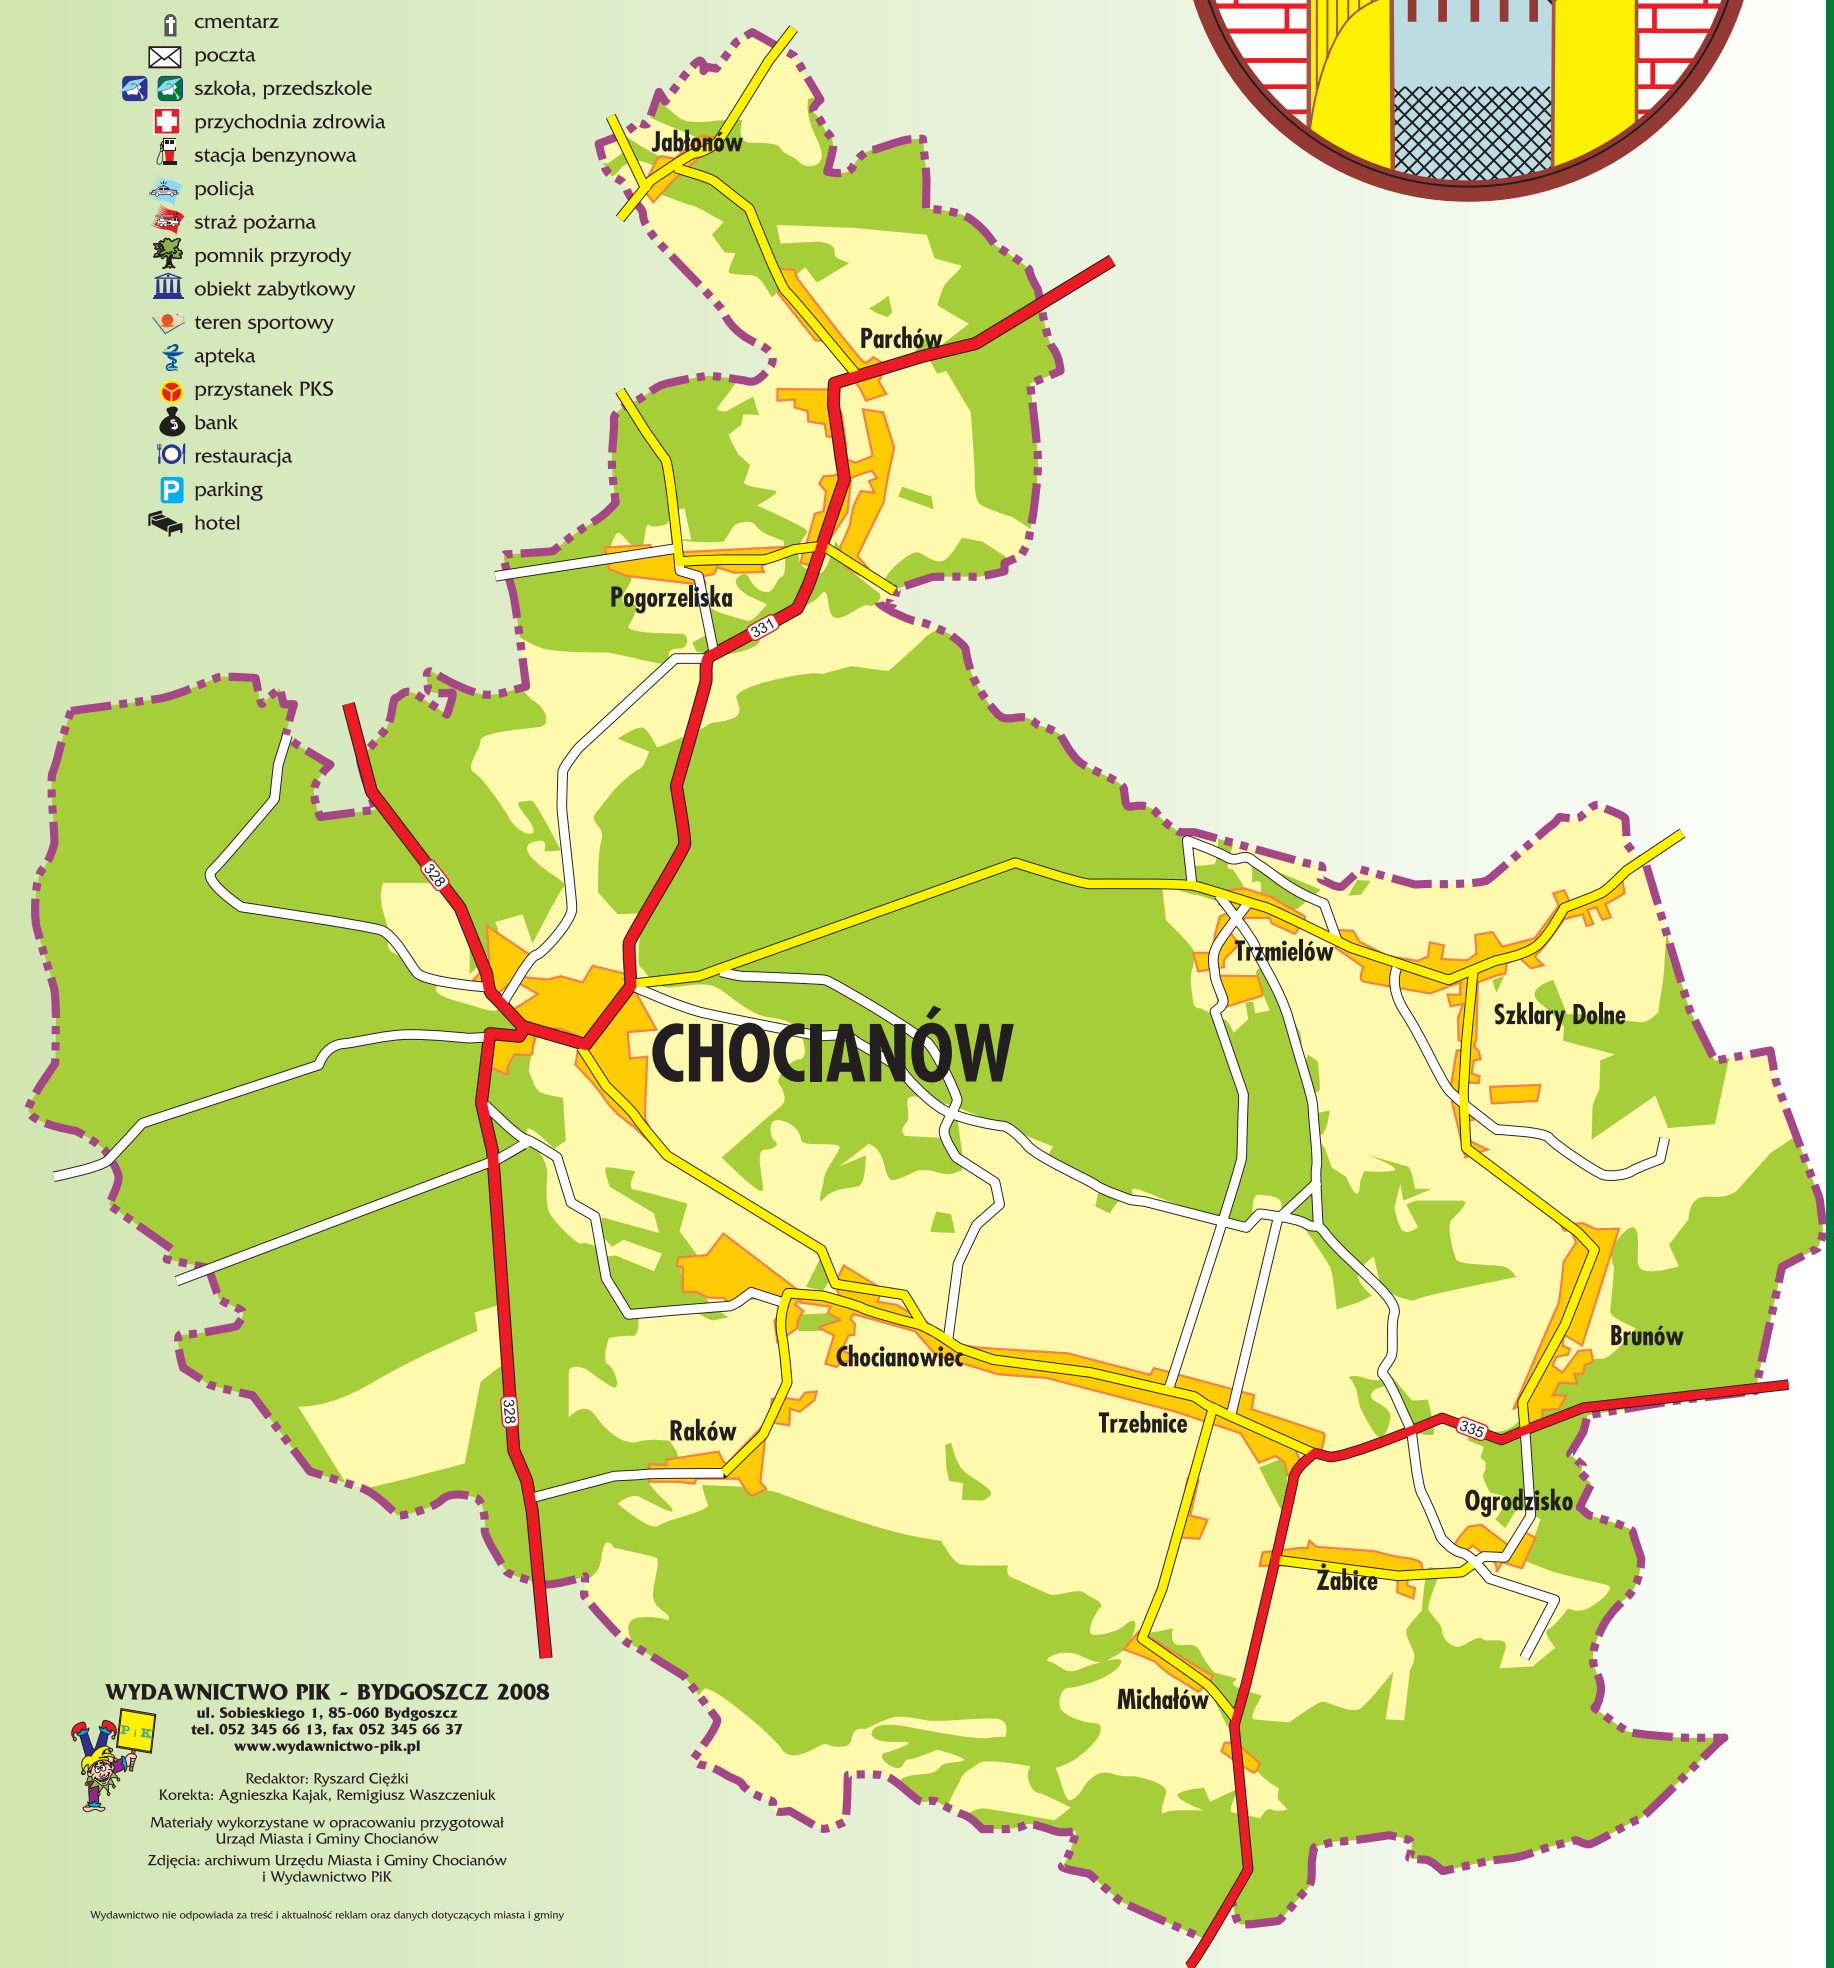 cmentarz
poczta
szkoła, przedszkole
przychodnia zdrowia
stacja benzynowa
policja
straż pożarna
pomnik przyrody
obiekt zabytkowy
teren sportowy
apteka
przystanek PKS
bank
restauracja
P parking
hotel
Jabłonów
Parchów
Pogorzeliska
331
328
Trzmielów
Szklary Dolne
CHOCIANÓW
Brunów
Chocianowiec
328
Raków
Trzebnice
335
Ogrodzisko
Żabice
Michałów
WYDAWNICTWO PIK - BYDGOSZCZ 2008
ul. Sobieskiego 1, 85-060 Bydgoszcz
tel. 052 345 66 13, fax 052 345 66 37
www.wydawnictwo-pik.pl
P i K
Redaktor: Ryszard Ciężki
Korekta: Agnieszka Kajak, Remigiusz Waszczeniuk
Materiały wykorzystane w opracowaniu przygotował
Urząd Miasta i Gminy Chocianów
Zdjęcia: archiwum Urzędu Miasta i Gminy Chocianów
i Wydawnictwo PiK
Wydawnictwo nie odpowiada za treść i aktualność reklam oraz danych dotyczących miasta i gminy